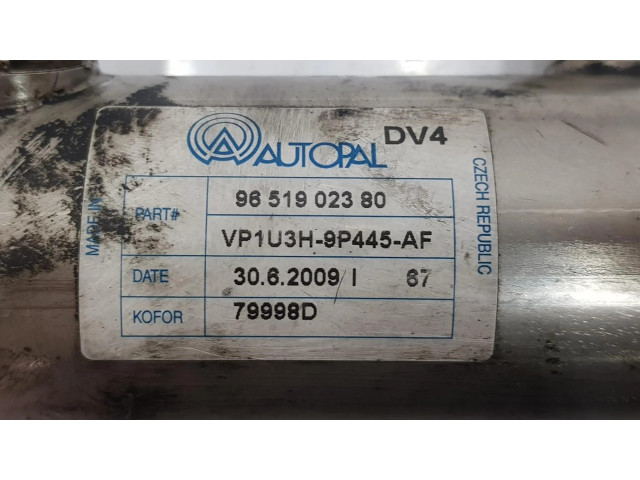 AUTOPAL
DV4
MADE IN
CZECH REPUBLIC
PART# 96 519 023 80
VP1U3H-9P445-AF
DATE 30.6.2009 I 67
KOFOR 79998D